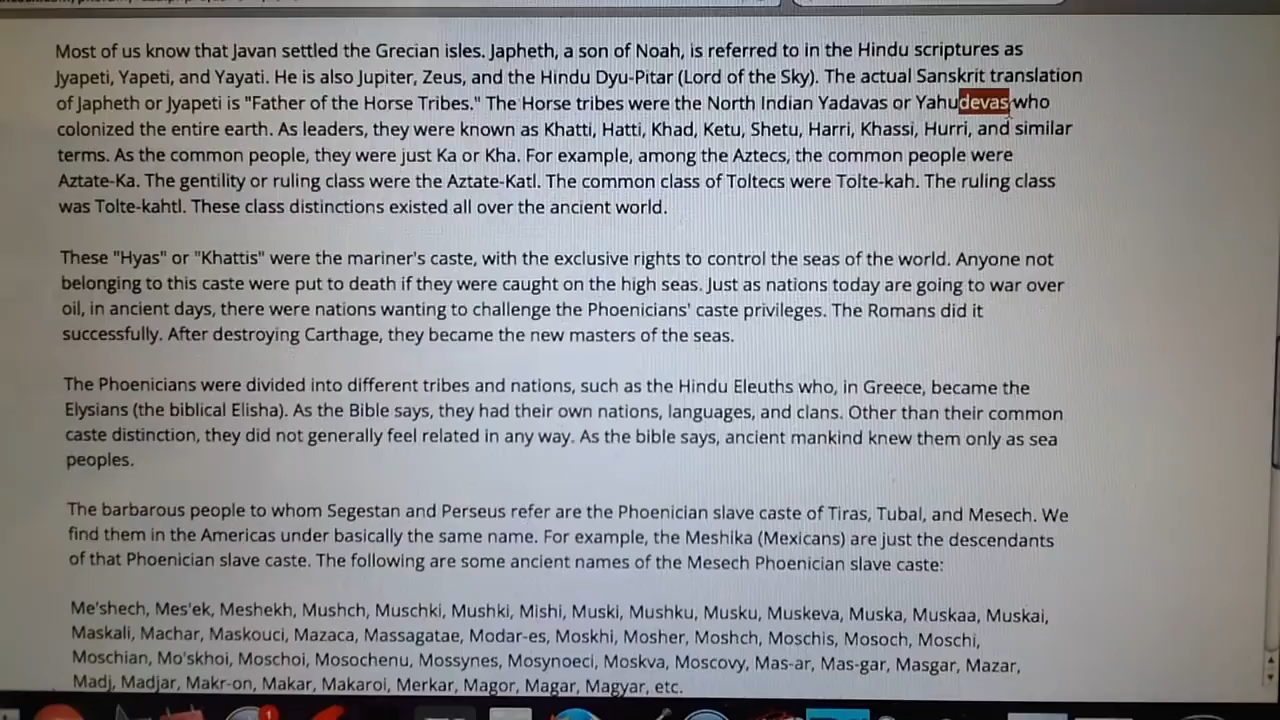 Most of us know that Javan settled the Grecian isles. Japheth, a son of Noah, is referred to in the Hindu scriptures as
Jyapeti, Yapeti, and Yayati. He is also Jupiter, Zeus, and the Hindu Dyu-Pitar (Lord of the Sky). The actual Sanskrit translation
of Japheth or Jyapeti is "Father of the Horse Tribes." The Horse tribes were the North Indian Yadavas or Yahudevas who
colonized the entire earth. As leaders, they were known as Khatti, Hatti, Khad, Ketu, Shetu, Harri, Khassi, Hurri, and similar
terms. As the common people, they were just Ka or Kha. For example, among the Aztecs, the common people were
Aztate-Ka. The gentility or ruling class were the Aztate-Katl. The common class of Toltecs were Tolte-kah. The ruling class
was Tolte-kahtl. These class distinctions existed all over the ancient world.
These "Hyas" or "Khattis" were the mariner's caste, with the exclusive rights to control the seas of the world. Anyone not
belonging to this caste were put to death if they were caught on the high seas. Just as nations today are going to war over
oil, in ancient days, there were nations wanting to challenge the Phoenicians' caste privileges. The Romans did it
successfully. After destroying Carthage, they became the new masters of the seas.
The Phoenicians were divided into different tribes and nations, such as the Hindu Eleuths who, in Greece, became the
Elysians (the biblical Elisha). As the Bible says, they had their own nations, languages, and clans. Other than their common
caste distinction, they did not generally feel related in any way. As the bible says, ancient mankind knew them only as sea
peoples.
The barbarous people to whom Segestan and Perseus refer are the Phoenician slave caste of Tiras, Tubal, and Mesech. We
find them in the Americas under basically the same name. For example, the Meshika (Mexicans) are just the descendants
of that Phoenician slave caste. The following are some ancient names of the Mesech Phoenician slave caste:
Me'shech, Mes'ek, Meshekh, Mushch, Muschki, Mushki, Mishi, Muski, Mushku, Musku, Muskeva, Muska, Muskaa, Muskai,
Maskali, Machar, Maskouci, Mazaca, Massagatae, Modar-es, Moskhi, Mosher, Moshch, Moschis, Mosoch, Moschi,
Moschian, Mo'skhoi, Moschoi, Mosochenu, Mossynes, Mosynoeci, Moskva, Moscovy, Mas-ar, Mas-gar, Masgar, Mazar,
Madj, Madjar, Makr-on, Makar, Makaroi, Merkar, Magor, Magar, Magyar, etc.
1